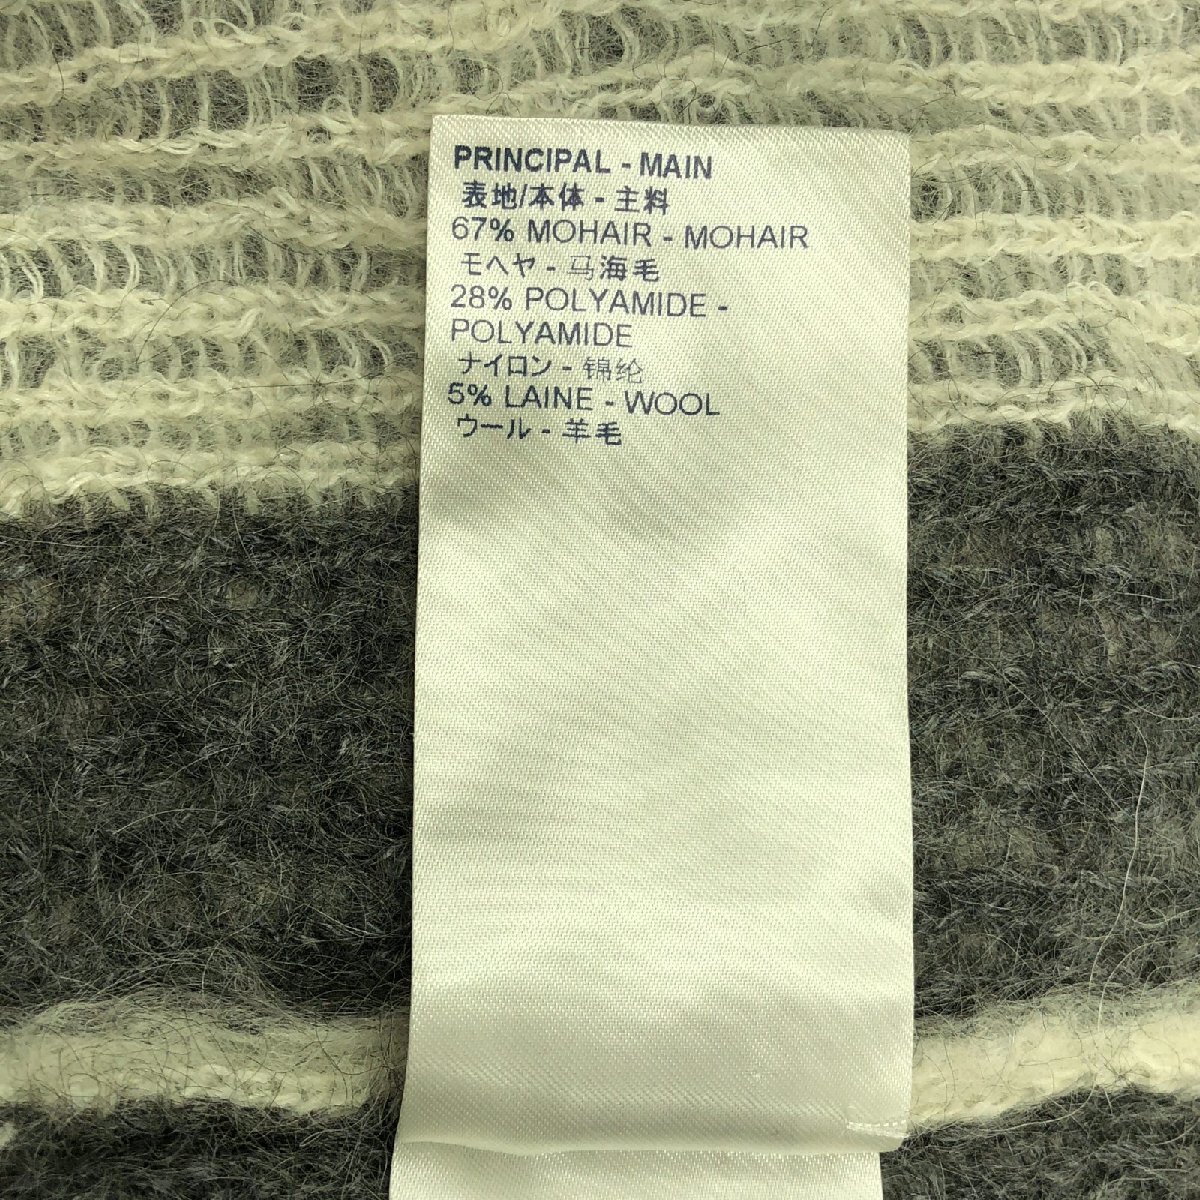 PRINCIPAL - MAIN
表地/本体 - 主料
67% MOHAIR - MOHAIR
モヘヤ - 马海毛
28% POLYAMIDE -
POLYAMIDE
ナイロン - 锦纶
5% LAINE - WOOL
ウール - 羊毛